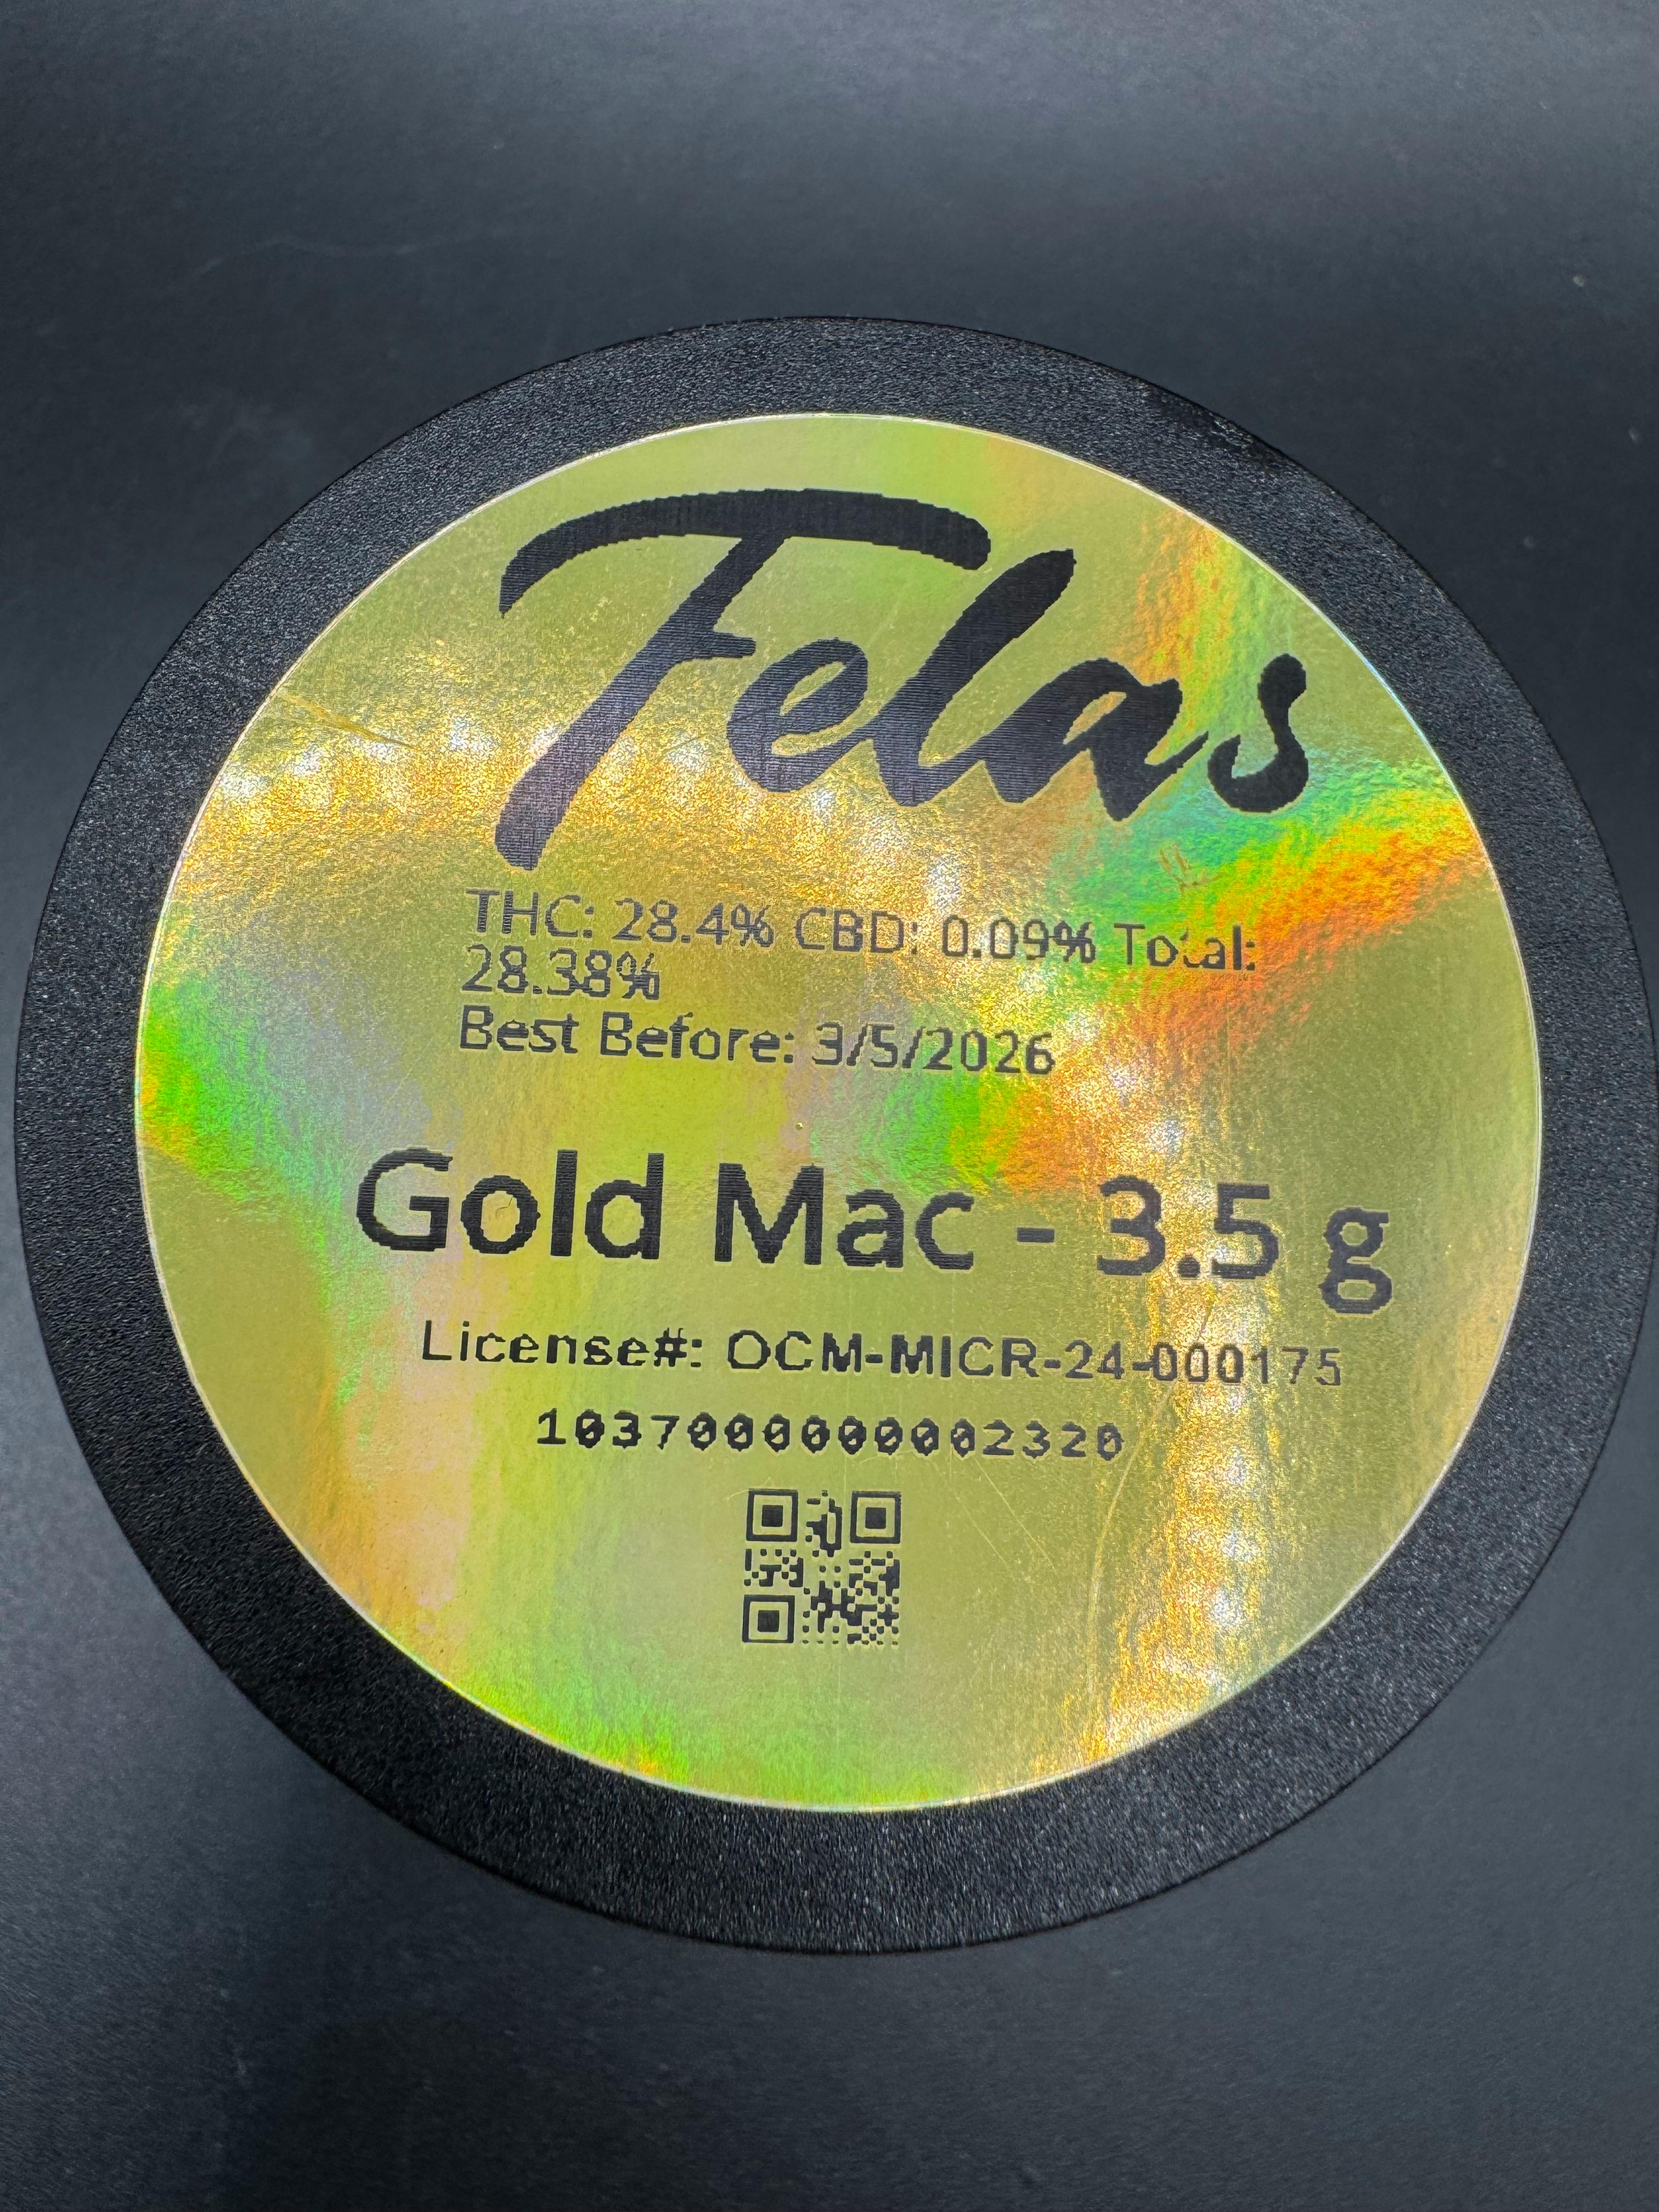 Felas
THC: 28.4% CBD: 0.09% Total:
28.38%
Best Before: 3/5/2026
Gold Mac - 3.5 g
License#: OCM-MICR-24-000175
1037000000002320